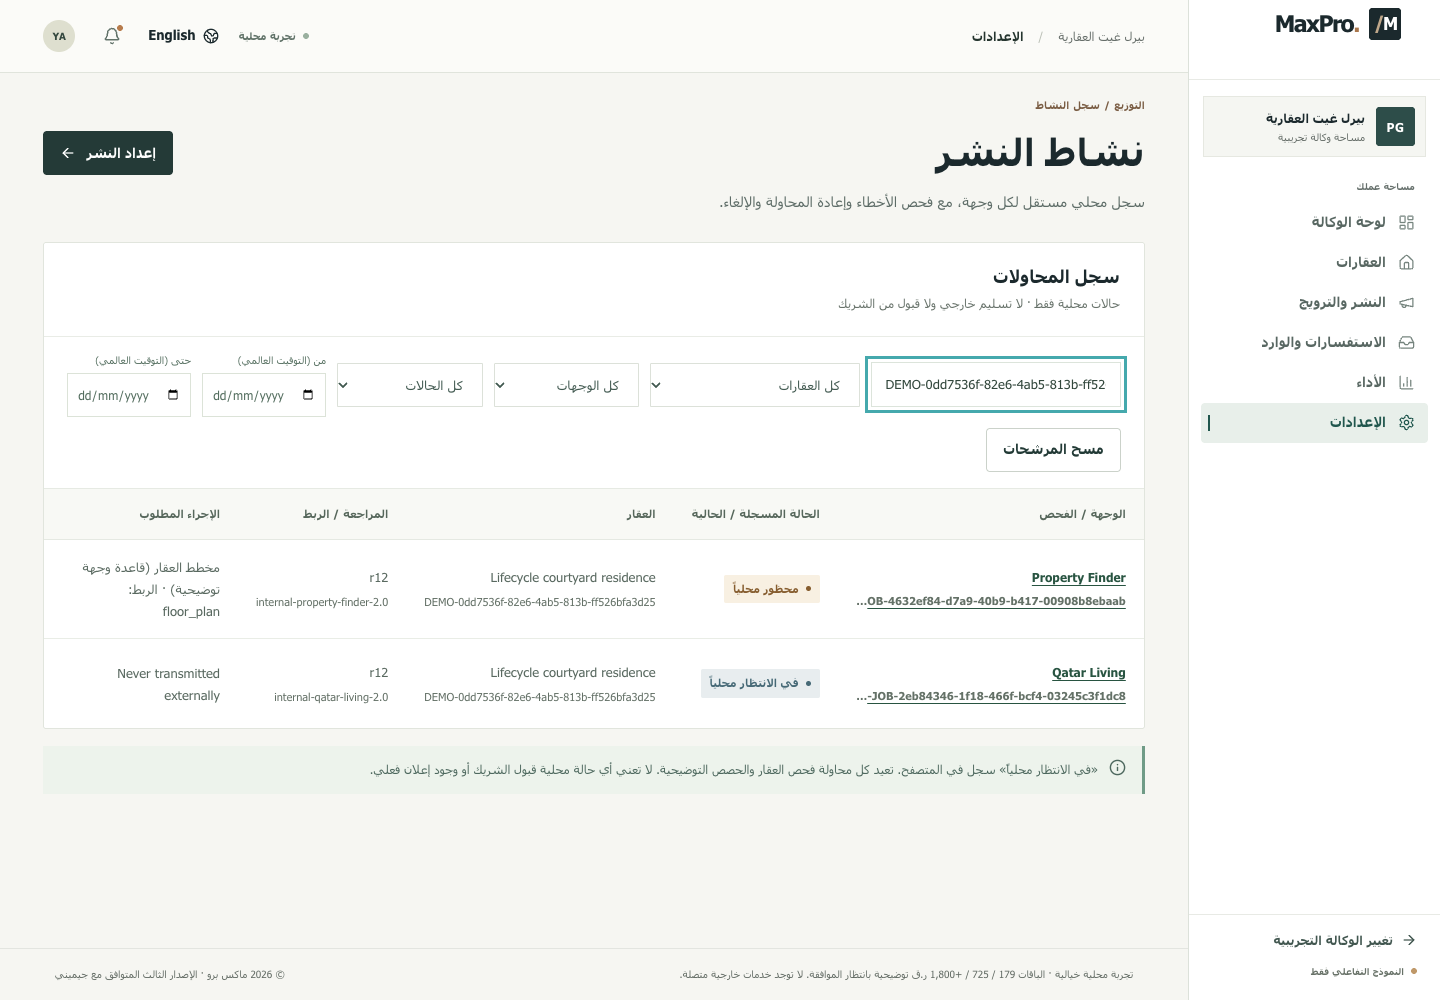 /M MaxPro.
بيرل غيت العقارية / الإعدادات
تجربة محلية
English
YA
PG
بيرل غيت العقارية
مساحة وكالة تجريبية
مساحة عملك
لوحة الوكالة
العقارات
النشر والترويج
الاستفسارات والوارد
الأداء
الإعدادات
التوزيع / سجل النشاط
نشاط النشر
إعداد النشر
سجل محلي مستقل لكل وجهة، مع فحص الأخطاء وإعادة المحاولة والإلغاء.
سجل المحاولات
حالات محلية فقط · لا تسليم خارجي ولا قبول من الشريك
من (التوقيت العالمي)
حتى (التوقيت العالمي)
DEMO-0dd7536f-82e6-4ab5-813b-ff52
كل العقارات
كل الوجهات
كل الحالات
dd/mm/yyyy
dd/mm/yyyy
مسح المرشحات
الوجهة / الفحص
الحالة المسجلة / الحالية
العقار
المراجعة / الربط
الإجراء المطلوب
Property Finder
...OB-4632ef84-d7a9-40b9-b417-00908b8ebaab
محظور محلياً
Lifecycle courtyard residence
DEMO-0dd7536f-82e6-4ab5-813b-ff526bfa3d25
r12
internal-property-finder-2.0
مخطط العقار (قاعدة وجهة
توضيحية) · الربط:
floor_plan
Qatar Living
...-JOB-2eb84346-1f18-466f-bcf4-03245c3f1dc8
في الانتظار محلياً
Lifecycle courtyard residence
DEMO-0dd7536f-82e6-4ab5-813b-ff526bfa3d25
r12
internal-qatar-living-2.0
Never transmitted
externally
«في الانتظار محلياً» سجل في المتصفح. تعيد كل محاولة فحص العقار والحصص التوضيحية. لا تعني أي حالة محلية قبول الشريك أو وجود إعلان فعلي.
تغيير الوكالة التجريبية
النموذج التفاعلي فقط
تجربة محلية خيالية · الباقات 179 / 725 / +1,800 ر.ق توضيحية بانتظار الموافقة. لا توجد خدمات خارجية متصلة.
© 2026 ماكس برو · الإصدار الثالث المتوافق مع جيميني